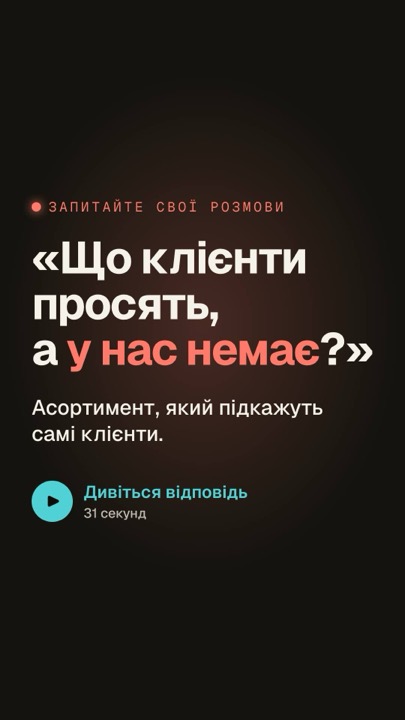 ЗАПИТАЙТЕ СВОЇ РОЗМОВИ
«Що клієнти
просять,
а у нас немає?»
Асортимент, який підкажуть
самі клієнти.
Дивіться відповідь
31 секунд